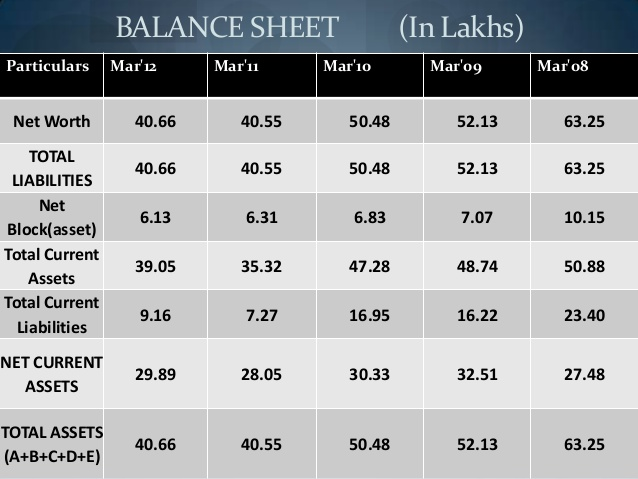 BALANCE SHEET (In Lakhs)
Particulars Mar'12 Mar'11 Mar'10 Mar'09 Mar'08
Net Worth 40.66 40.55 50.48 52.13 63.25
TOTAL
LIABILITIES 40.66 40.55 50.48 52.13 63.25
Net
Block(asset) 6.13 6.31 6.83 7.07 10.15
Total Current
Assets 39.05 35.32 47.28 48.74 50.88
Total Current
Liabilities 9.16 7.27 16.95 16.22 23.40
NET CURRENT
ASSETS 29.89 28.05 30.33 32.51 27.48
TOTAL ASSETS
(A+B+C+D+E) 40.66 40.55 50.48 52.13 63.25